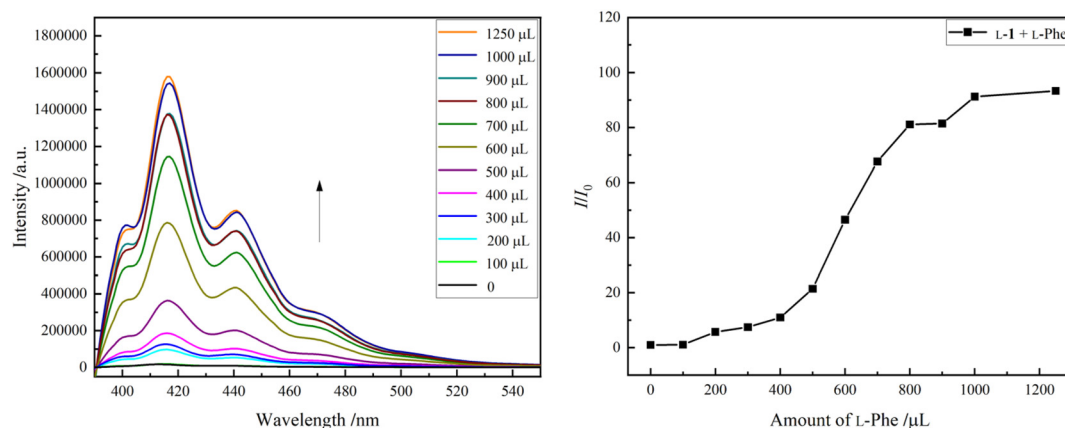 1800000
1600000
1400000
1200000
1000000
800000
600000
400000
200000
0
Intensity /a.u.
400 420 440 460 480 500 520 540
Wavelength /nm
1250 μL
1000 μL
900 μL
800 μL
700 μL
600 μL
500 μL
400 μL
300 μL
200 μL
100 μL
0
120
100
80
60
40
20
0
I/I₀
0 200 400 600 800 1000 1200
Amount of L-Phe /μL
L-1 + L-Phe